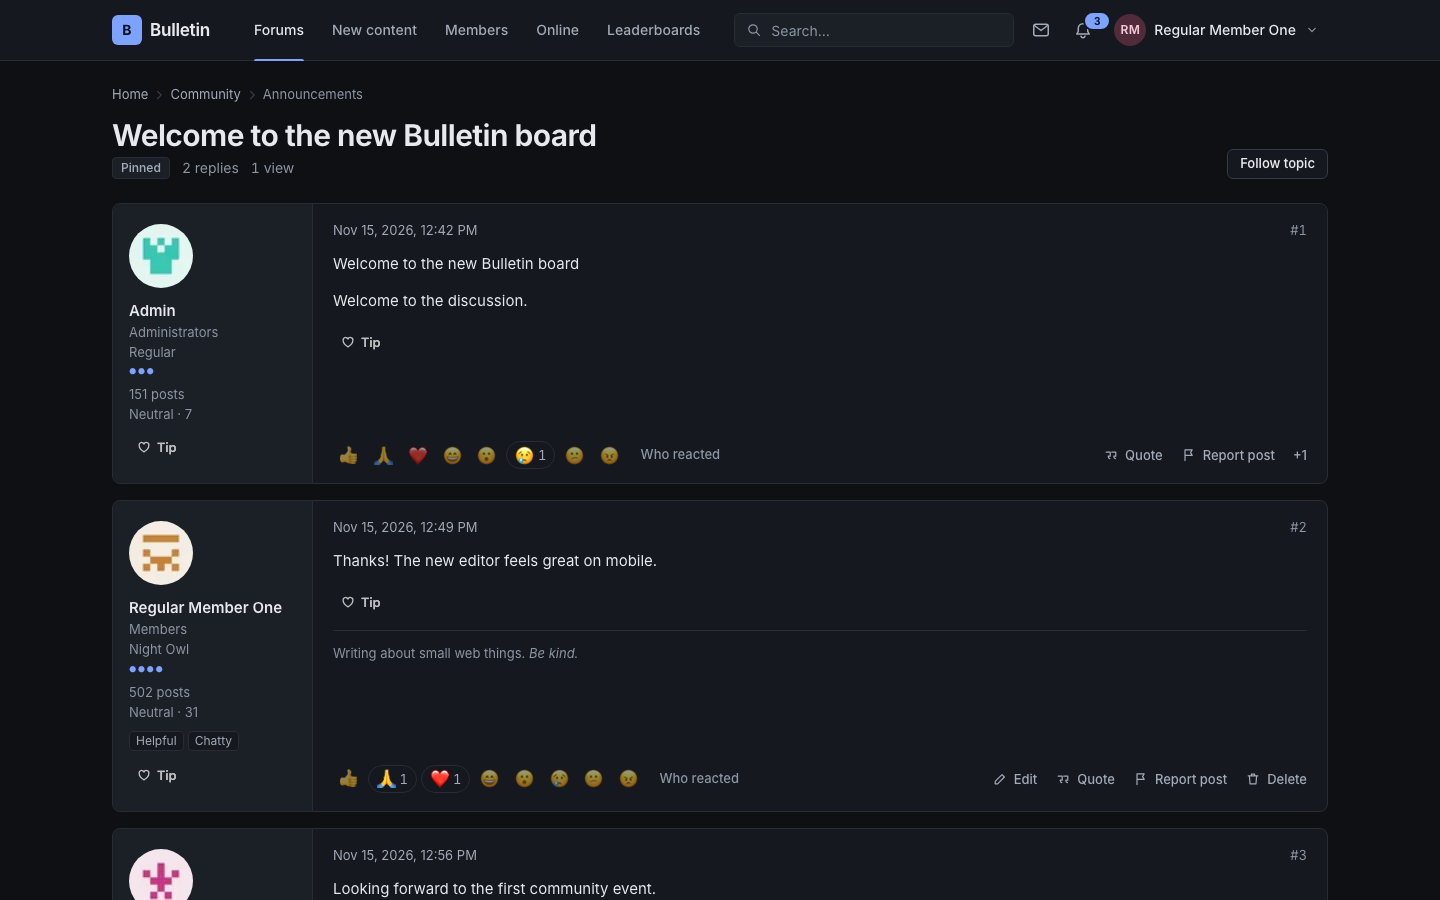 B Bulletin Forums New content Members Online Leaderboards Search... 3 RM Regular Member One
Home Community Announcements
Welcome to the new Bulletin board
Pinned 2 replies 1 view Follow topic
Nov 15, 2026, 12:42 PM #1
Welcome to the new Bulletin board
Welcome to the discussion.
Tip
Admin
Administrators
Regular
151 posts
Neutral · 7
Tip
1 Who reacted Quote Report post +1
Nov 15, 2026, 12:49 PM #2
Thanks! The new editor feels great on mobile.
Tip
Regular Member One
Members
Night Owl
502 posts
Neutral · 31
Helpful Chatty
Tip
Writing about small web things. Be kind.
1 1 Who reacted Edit Quote Report post Delete
Nov 15, 2026, 12:56 PM #3
Looking forward to the first community event.